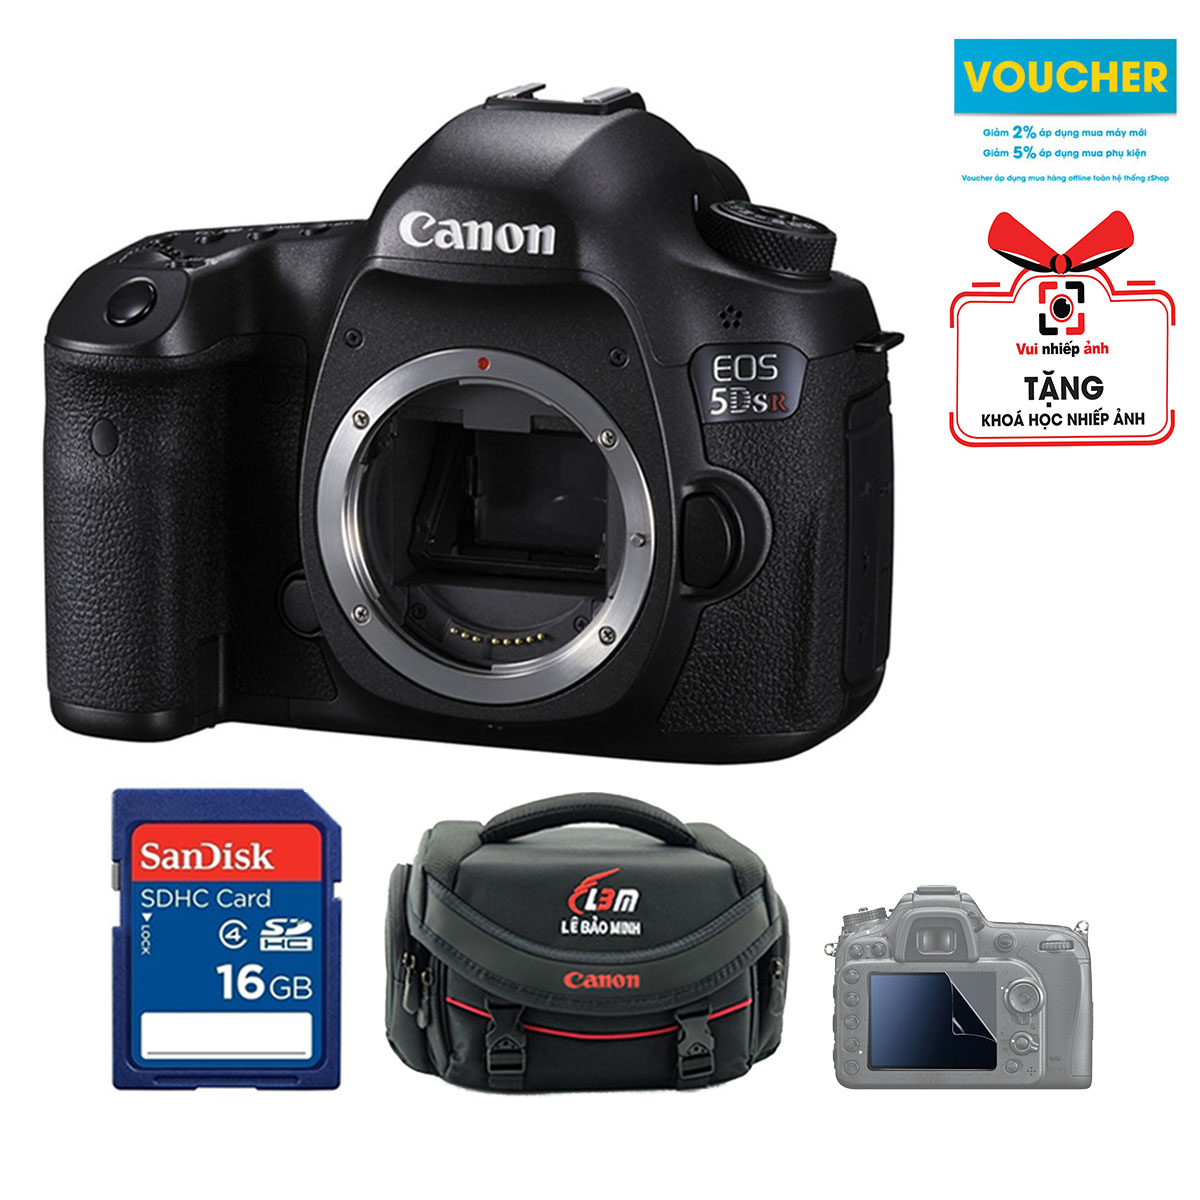 VOUCHER
Giảm 2% áp dụng mua máy mới
Giảm 5% áp dụng mua phụ kiện
Voucher áp dụng mua hàng offline toàn hệ thống zShop
Canon
EOS
5DSR
Vui nhiếp ảnh
TẶNG
KHOÁ HỌC NHIẾP ẢNH
SanDisk
SDHC Card
LOCK
4
SD
HC
16GB
LBM
LÊ BẢO MINH
Canon